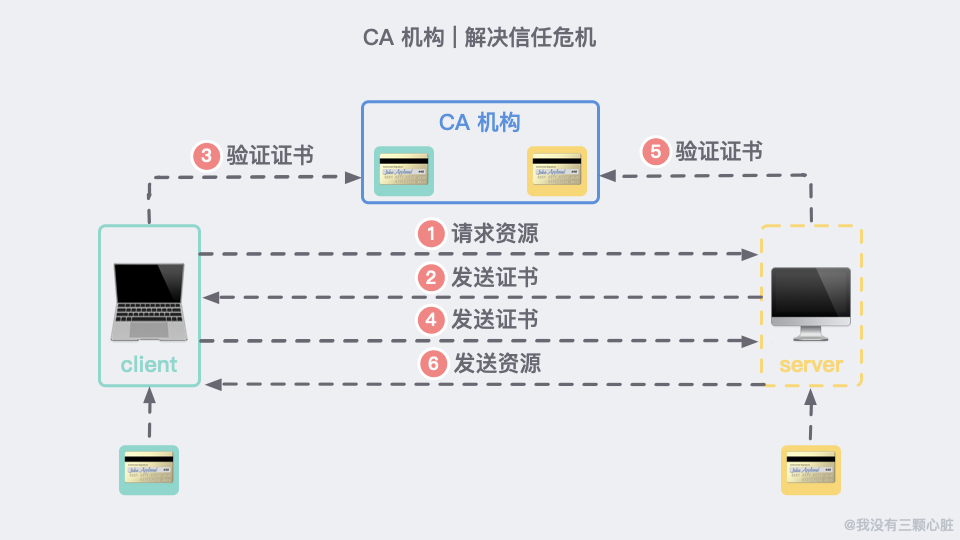 CA 机构 | 解决信任危机
CA 机构
3 验证证书
5 验证证书
1 请求资源
2 发送证书
4 发送证书
6 发送资源
client
server
@我没有三颗心脏